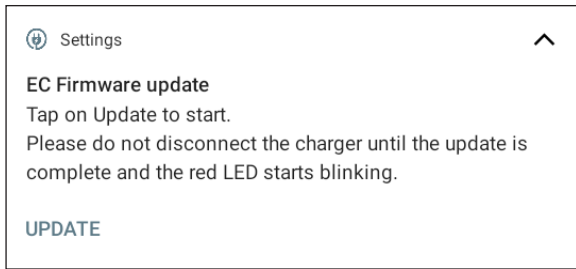 Settings
EC Firmware update
Tap on Update to start.
Please do not disconnect the charger until the update is
complete and the red LED starts blinking.
UPDATE